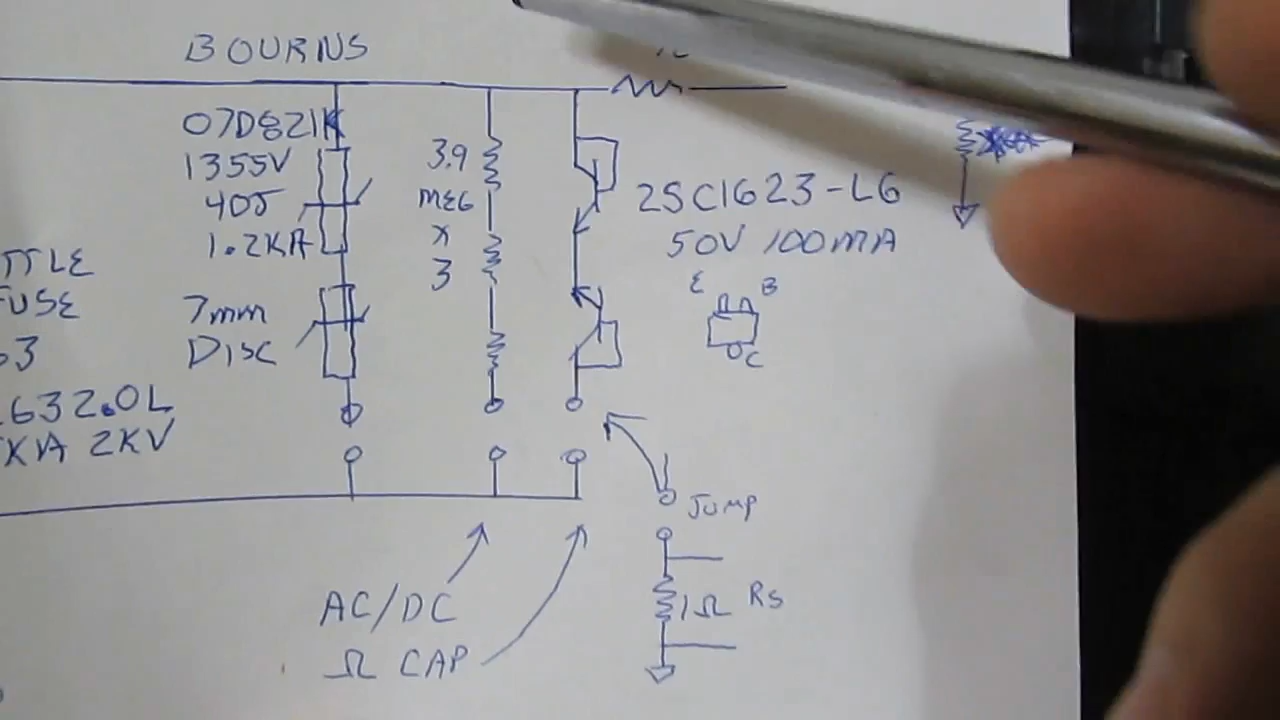 BOURNS
07D821K
1355V
40J
1.2KA
7mm
DISC
3.9
MEG
X
3
2SC1623-L6
50V 100MA
E B
C
TTLE
FUSE
63
632.0L
KA 2KV
JUMP
1Ω RS
AC/DC
Ω CAP